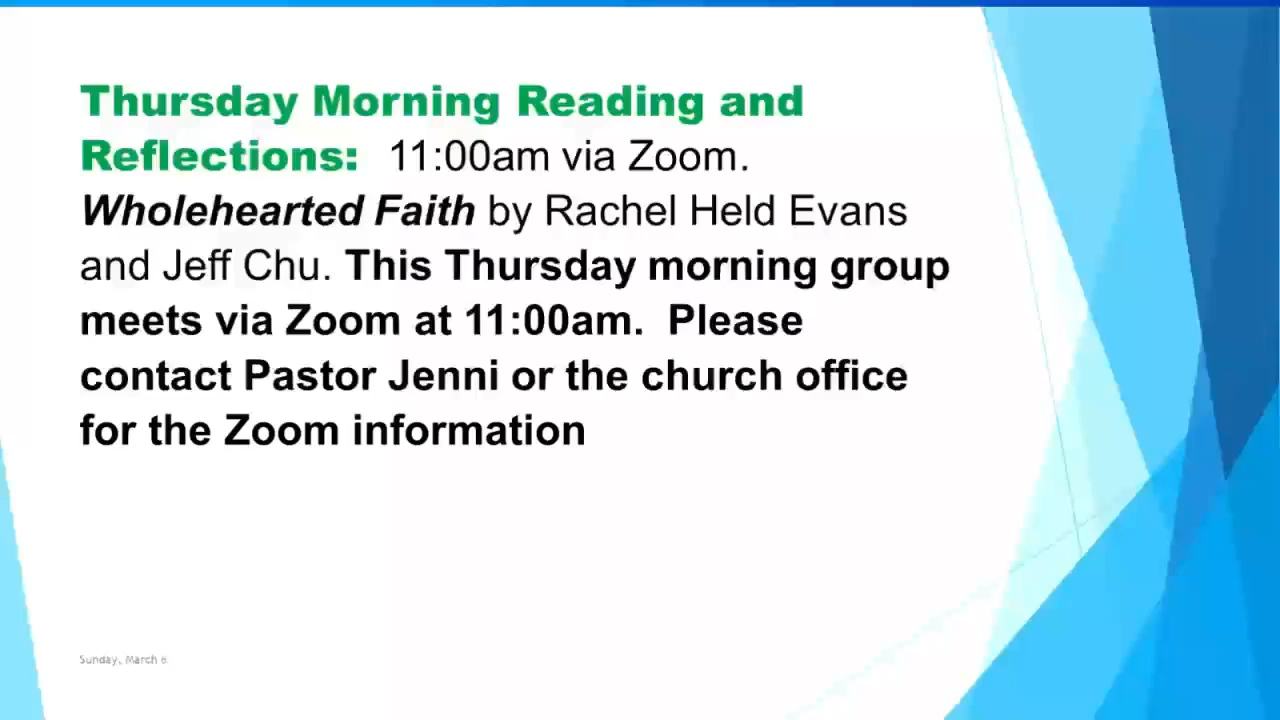 Thursday Morning Reading and
Reflections: 11:00am via Zoom.
Wholehearted Faith by Rachel Held Evans
and Jeff Chu. This Thursday morning group
meets via Zoom at 11:00am. Please
contact Pastor Jenni or the church office
for the Zoom information
Sunday, March 6